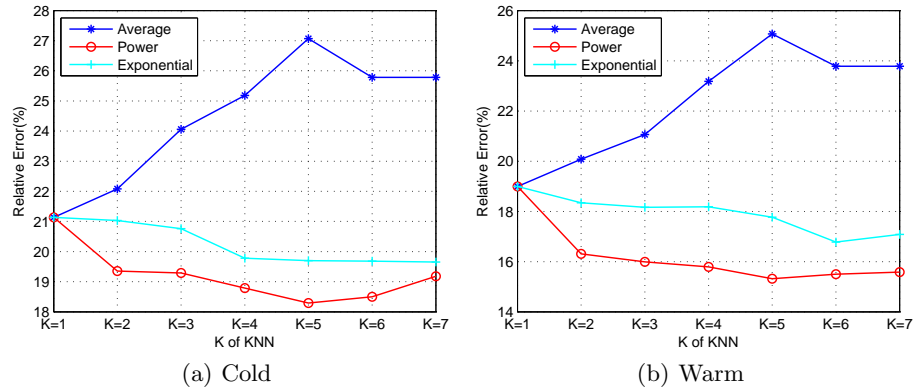 Average
Power
Exponential
28
27
26
25
24
23
22
21
20
19
18
Relative Error(%)
K=1 K=2 K=3 K=4 K=5 K=6 K=7
K of KNN
(a) Cold
Average
Power
Exponential
26
24
22
20
18
16
14
Relative Error(%)
K=1 K=2 K=3 K=4 K=5 K=6 K=7
K of KNN
(b) Warm